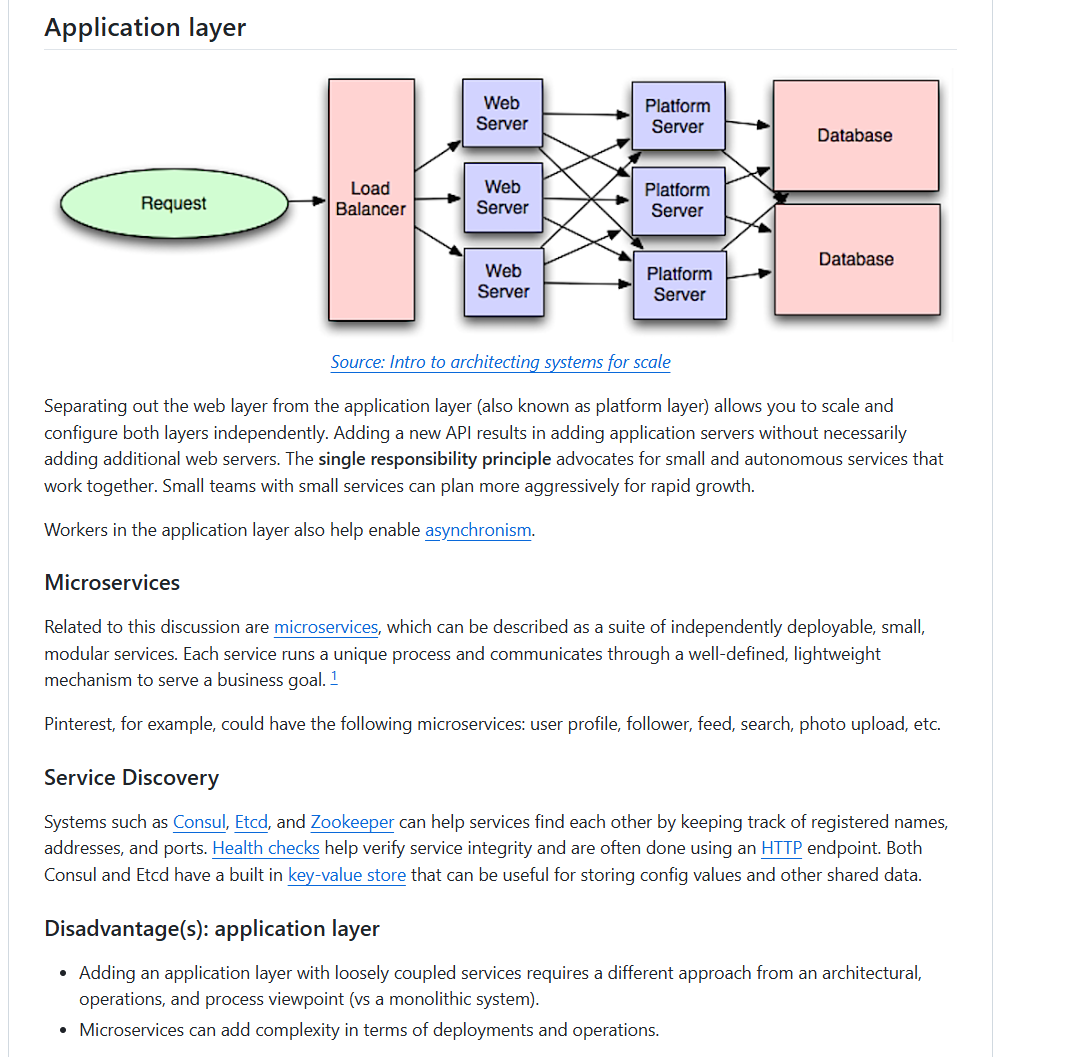 Application layer
Request
Load
Balancer
Web
Server
Web
Server
Web
Server
Platform
Server
Platform
Server
Platform
Server
Database
Database
Source: Intro to architecting systems for scale
Separating out the web layer from the application layer (also known as platform layer) allows you to scale and
configure both layers independently. Adding a new API results in adding application servers without necessarily
adding additional web servers. The single responsibility principle advocates for small and autonomous services that
work together. Small teams with small services can plan more aggressively for rapid growth.
Workers in the application layer also help enable asynchronism.
Microservices
Related to this discussion are microservices, which can be described as a suite of independently deployable, small,
modular services. Each service runs a unique process and communicates through a well-defined, lightweight
mechanism to serve a business goal. 1
Pinterest, for example, could have the following microservices: user profile, follower, feed, search, photo upload, etc.
Service Discovery
Systems such as Consul, Etcd, and Zookeeper can help services find each other by keeping track of registered names,
addresses, and ports. Health checks help verify service integrity and are often done using an HTTP endpoint. Both
Consul and Etcd have a built in key-value store that can be useful for storing config values and other shared data.
Disadvantage(s): application layer
• Adding an application layer with loosely coupled services requires a different approach from an architectural,
operations, and process viewpoint (vs a monolithic system).
• Microservices can add complexity in terms of deployments and operations.